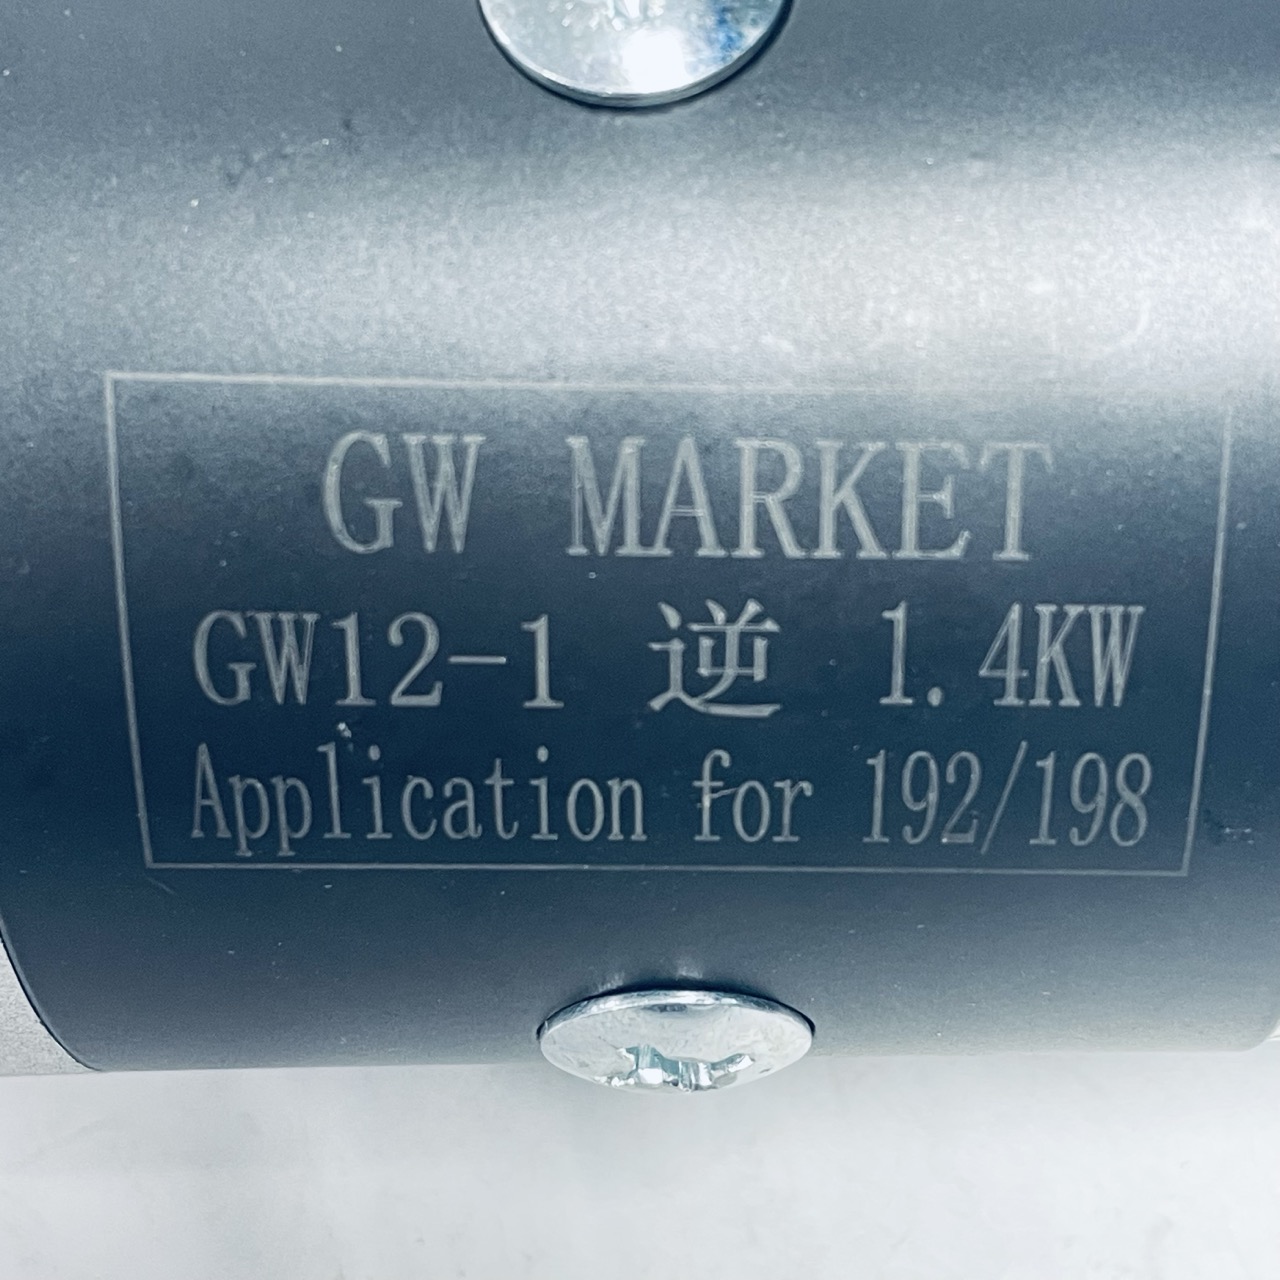 GW MARKET
GW12-1 逆 1.4KW
Application for 192/198